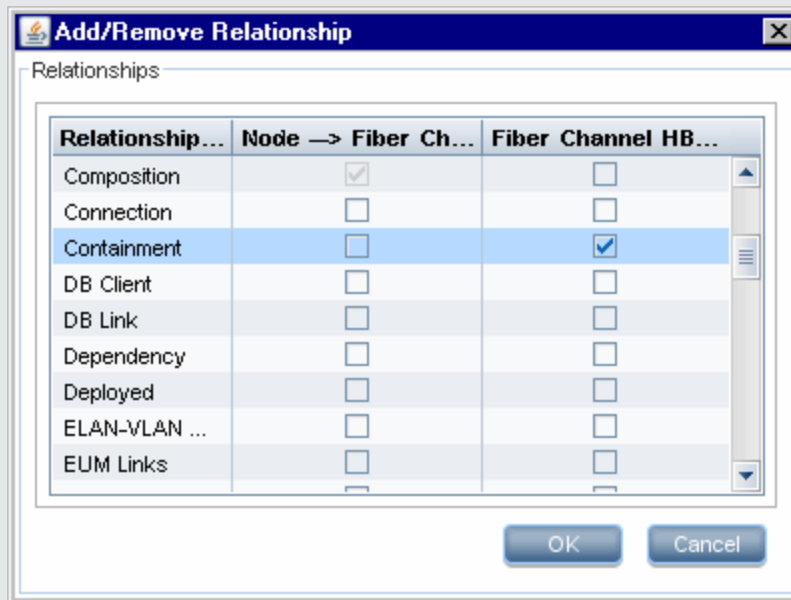 Add/Remove Relationship
Relationships
Relationship... Node —> Fiber Ch... Fiber Channel HB...
Composition
Connection
Containment
DB Client
DB Link
Dependency
Deployed
ELAN-VLAN ...
EUM Links
OK Cancel